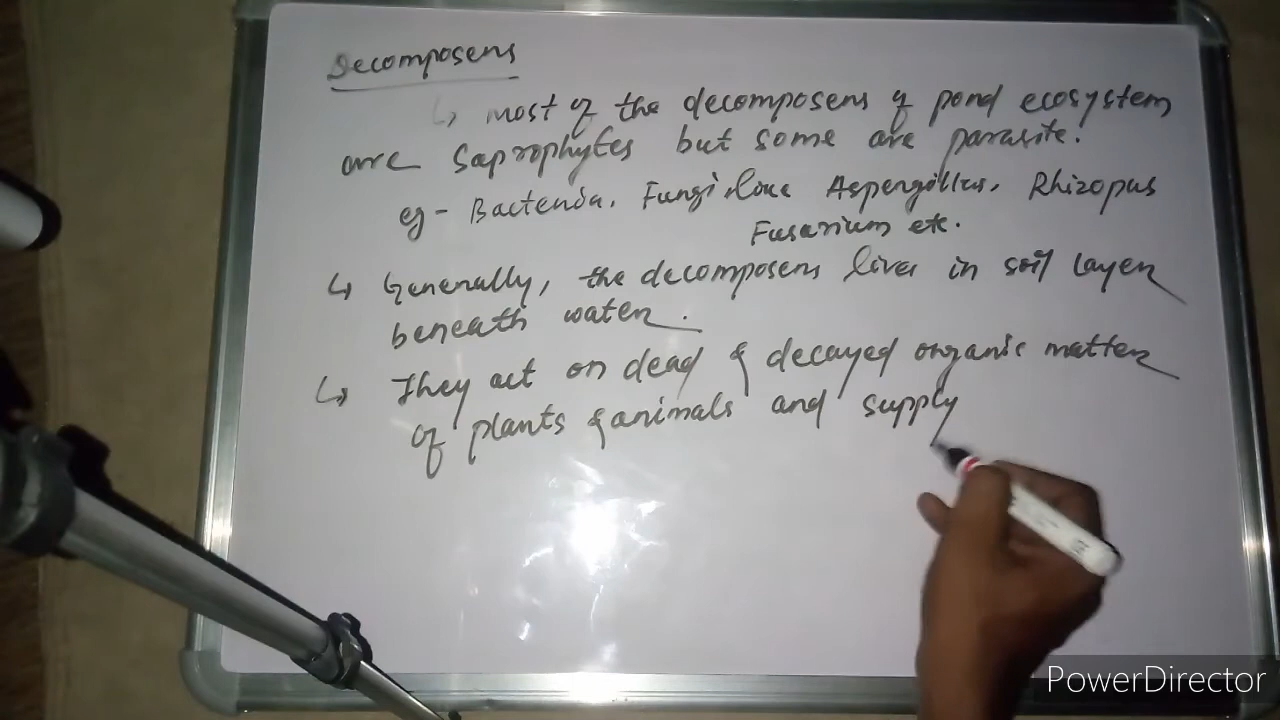 Decomposers
↳ most of the decomposers of pond ecosystem
are Saprophytes but some are parasite.
eg - Bacteria, Fungi like Aspergillus, Rhizopus
Fusarium etc.
↳ Generally, the decomposers lives in soil layer
beneath water.
↳ They act on dead & decayed organic matter
of plants & animals and supply
PowerDirector